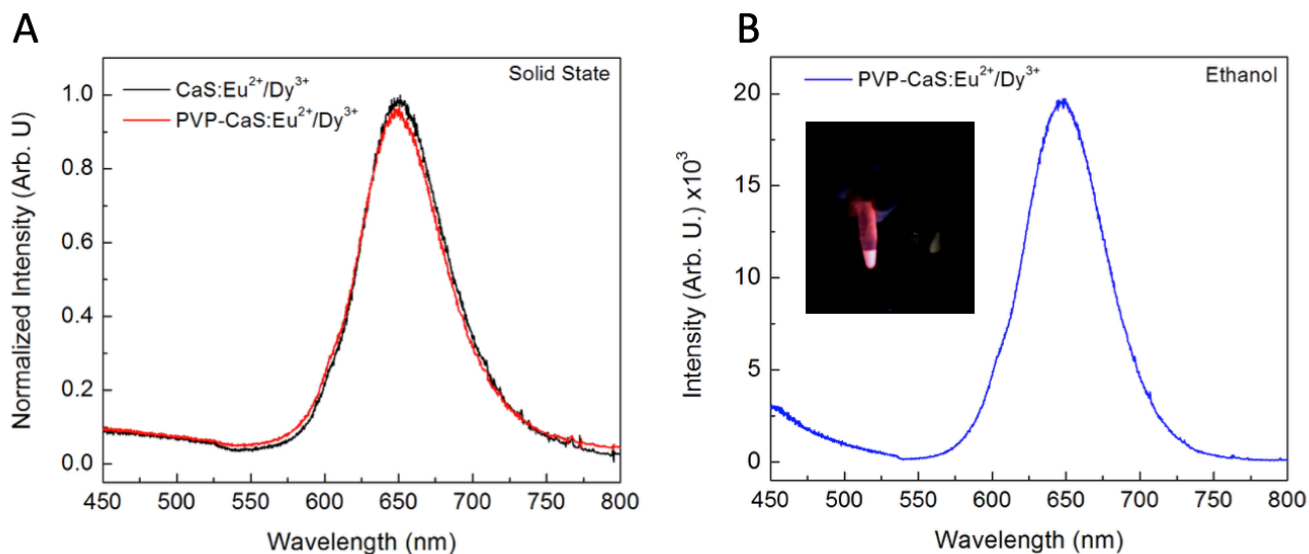 A
Solid State
CaS:Eu²⁺/Dy³⁺
PVP-CaS:Eu²⁺/Dy³⁺
Normalized Intensity (Arb. U)
1.0
0.8
0.6
0.4
0.2
0.0
450 500 550 600 650 700 750 800
Wavelength (nm)
B
PVP-CaS:Eu²⁺/Dy³⁺
Ethanol
Intensity (Arb. U.) x10³
20
15
10
5
0
450 500 550 600 650 700 750 800
Wavelength (nm)